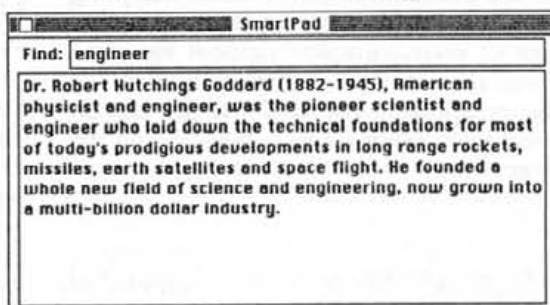 SmartPad
Find: engineer
Dr. Robert Hutchings Goddard (1882-1945), American
physicist and engineer, was the pioneer scientist and
engineer who laid down the technical foundations for most
of today's prodigious developments in long range rockets,
missiles, earth satellites and space flight. He founded a
whole new field of science and engineering, now grown into
a multi-billion dollar industry.